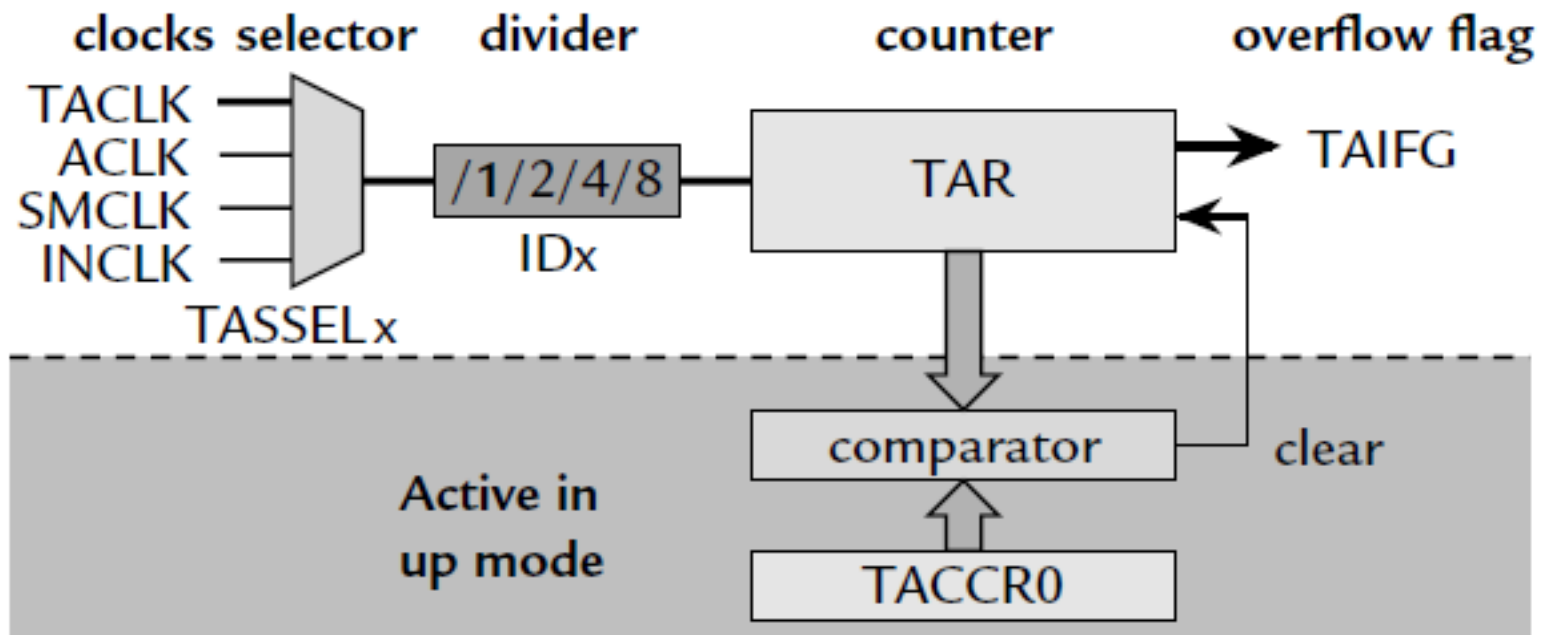 clocks selector divider counter overflow flag
TACLK
ACLK
SMCLK
INCLK
TASSELx
/1/2/4/8
IDx
TAR
TAIFG
comparator
clear
Active in
up mode
TACCR0